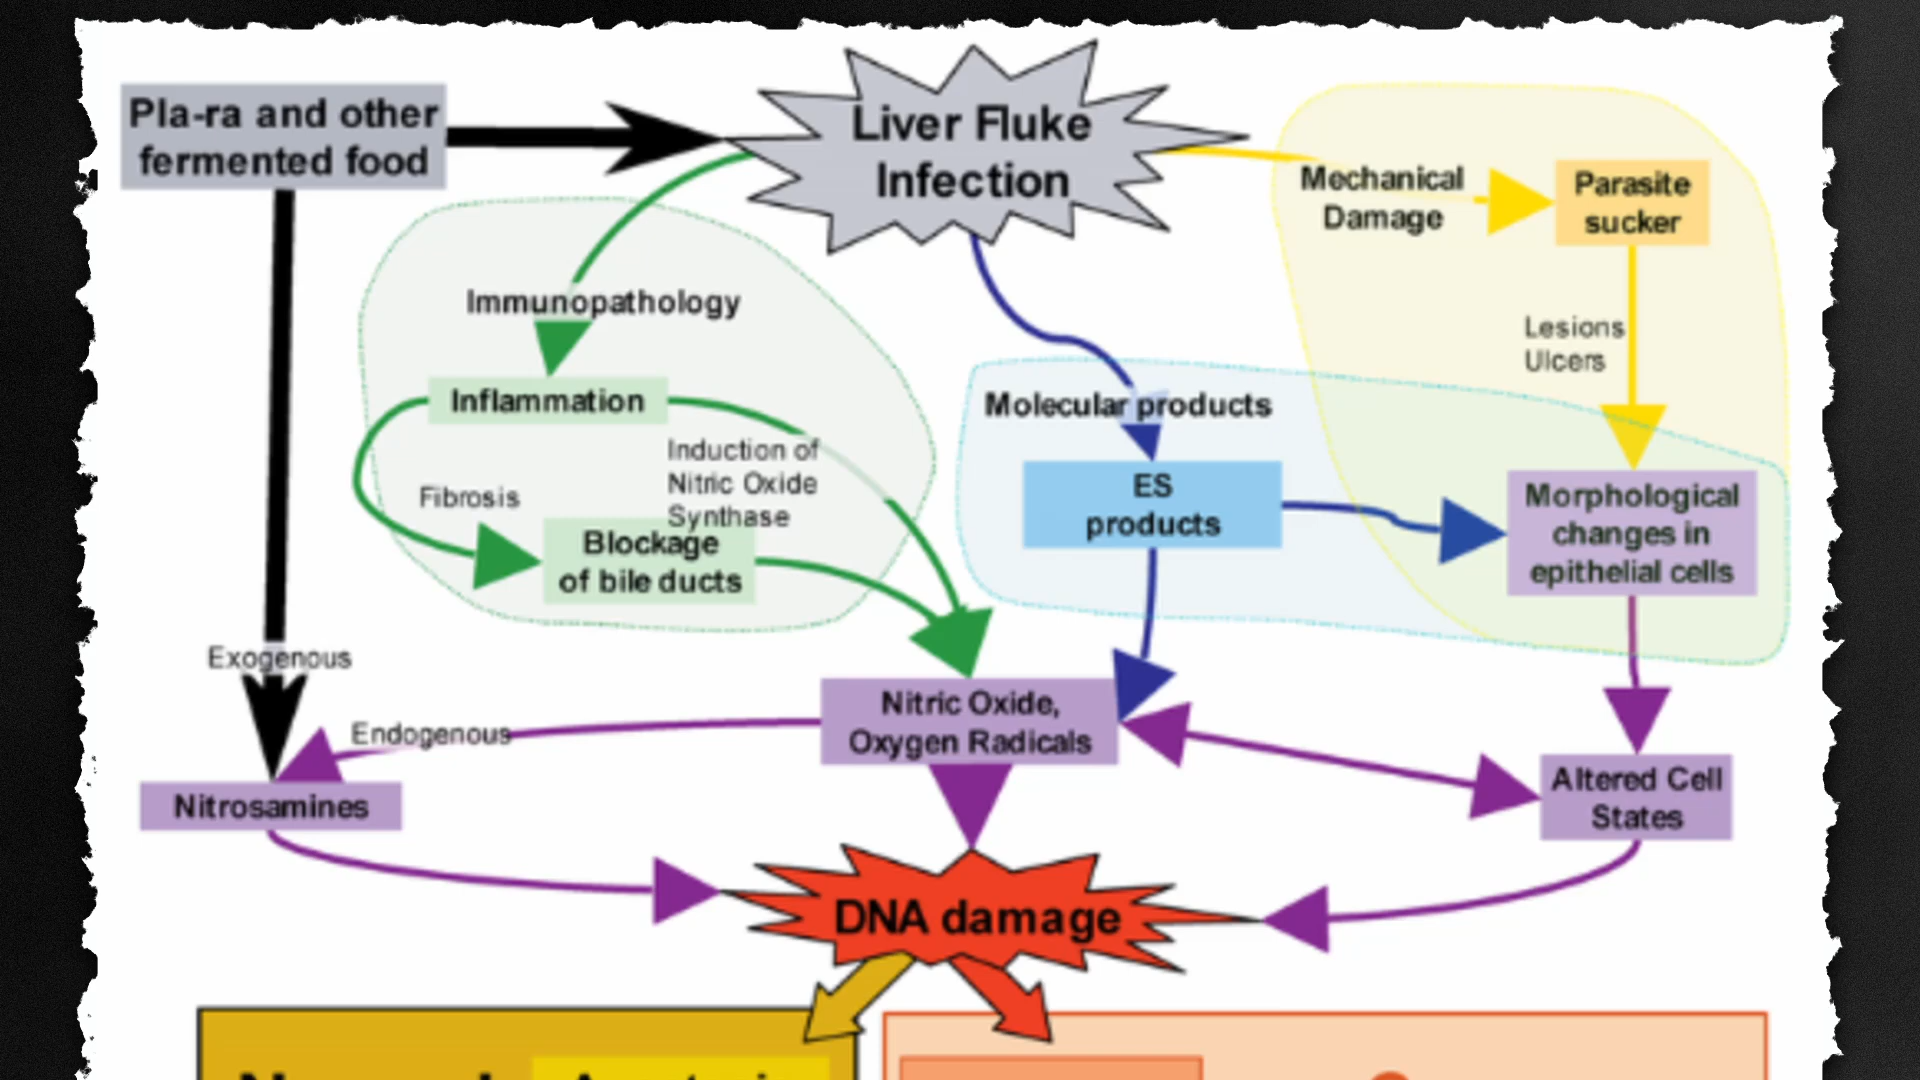 Pla-ra and other
fermented food
Liver Fluke
Infection
Mechanical
Damage
Parasite
sucker
Immunopathology
Lesions
Ulcers
Inflammation
Molecular products
Induction of
Nitric Oxide
Synthase
Fibrosis
ES
products
Morphological
changes in
epithelial cells
Blockage
of bile ducts
Exogenous
Endogenous
Nitric Oxide,
Oxygen Radicals
Nitrosamines
Altered Cell
States
DNA damage